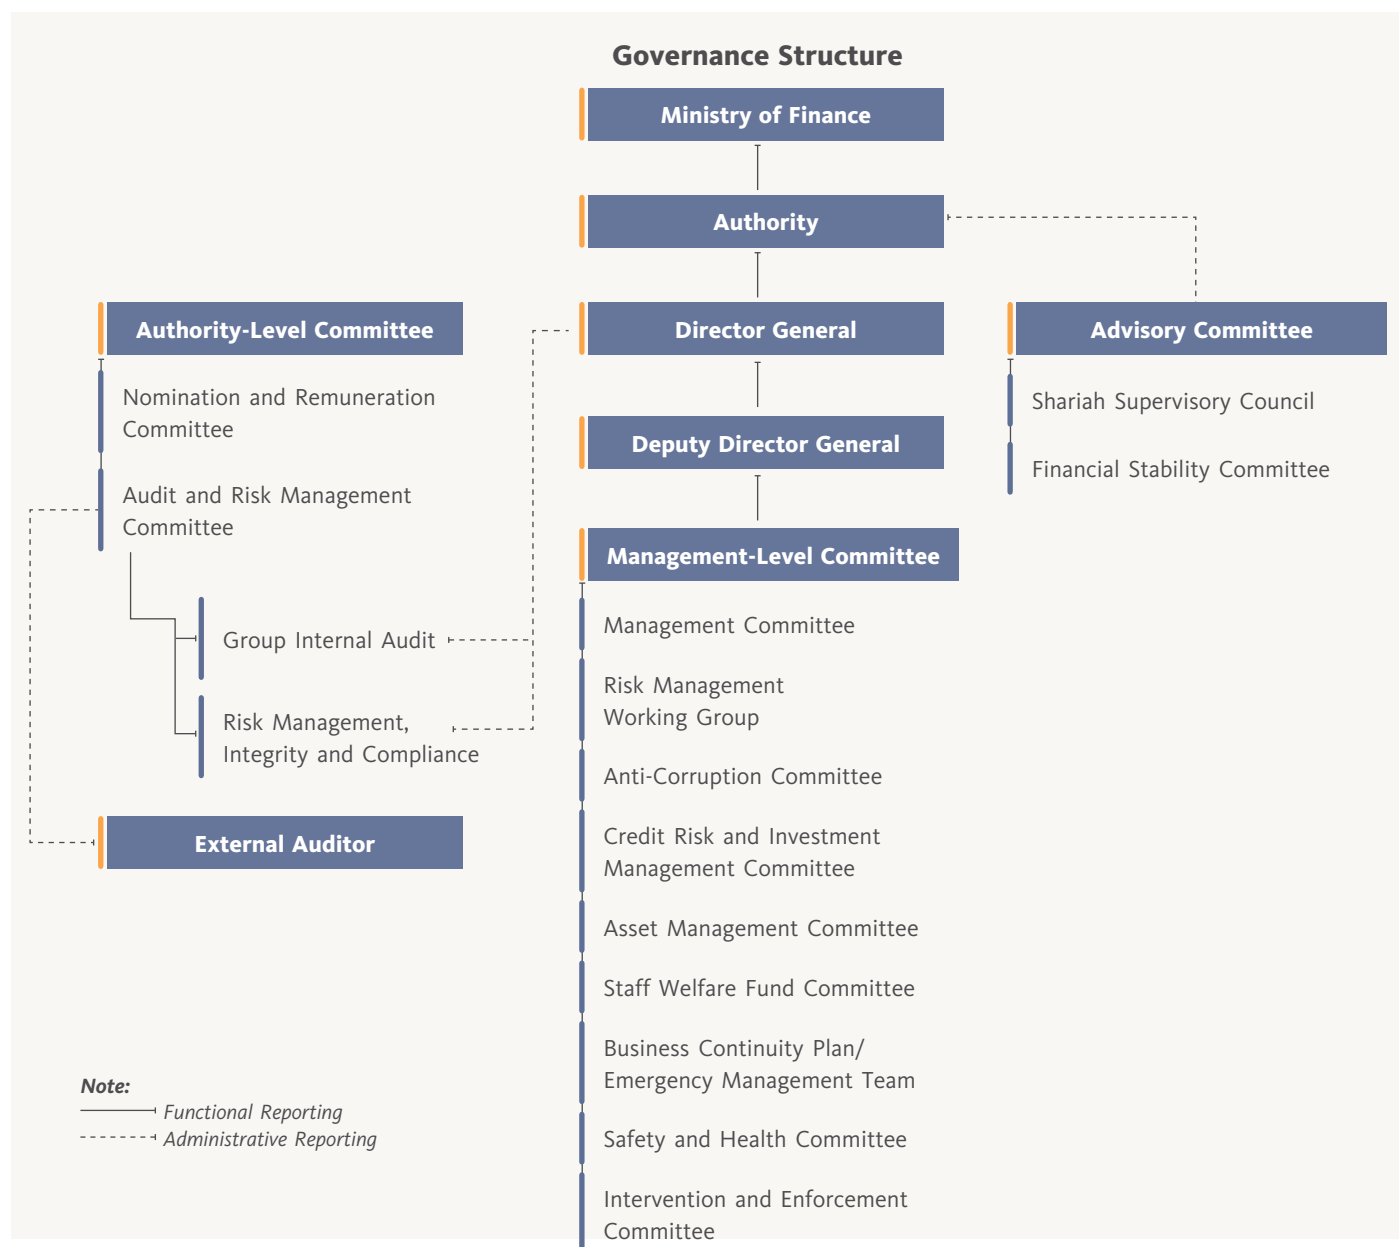 Governance Structure
Ministry of Finance
Authority
Authority-Level Committee
Nomination and Remuneration
Committee
Audit and Risk Management
Committee
Group Internal Audit
Risk Management,
Integrity and Compliance
External Auditor
Director General
Deputy Director General
Management-Level Committee
Management Committee
Risk Management
Working Group
Anti-Corruption Committee
Credit Risk and Investment
Management Committee
Asset Management Committee
Staff Welfare Fund Committee
Business Continuity Plan/
Emergency Management Team
Safety and Health Committee
Intervention and Enforcement
Committee
Advisory Committee
Shariah Supervisory Council
Financial Stability Committee
Note:
Functional Reporting
Administrative Reporting